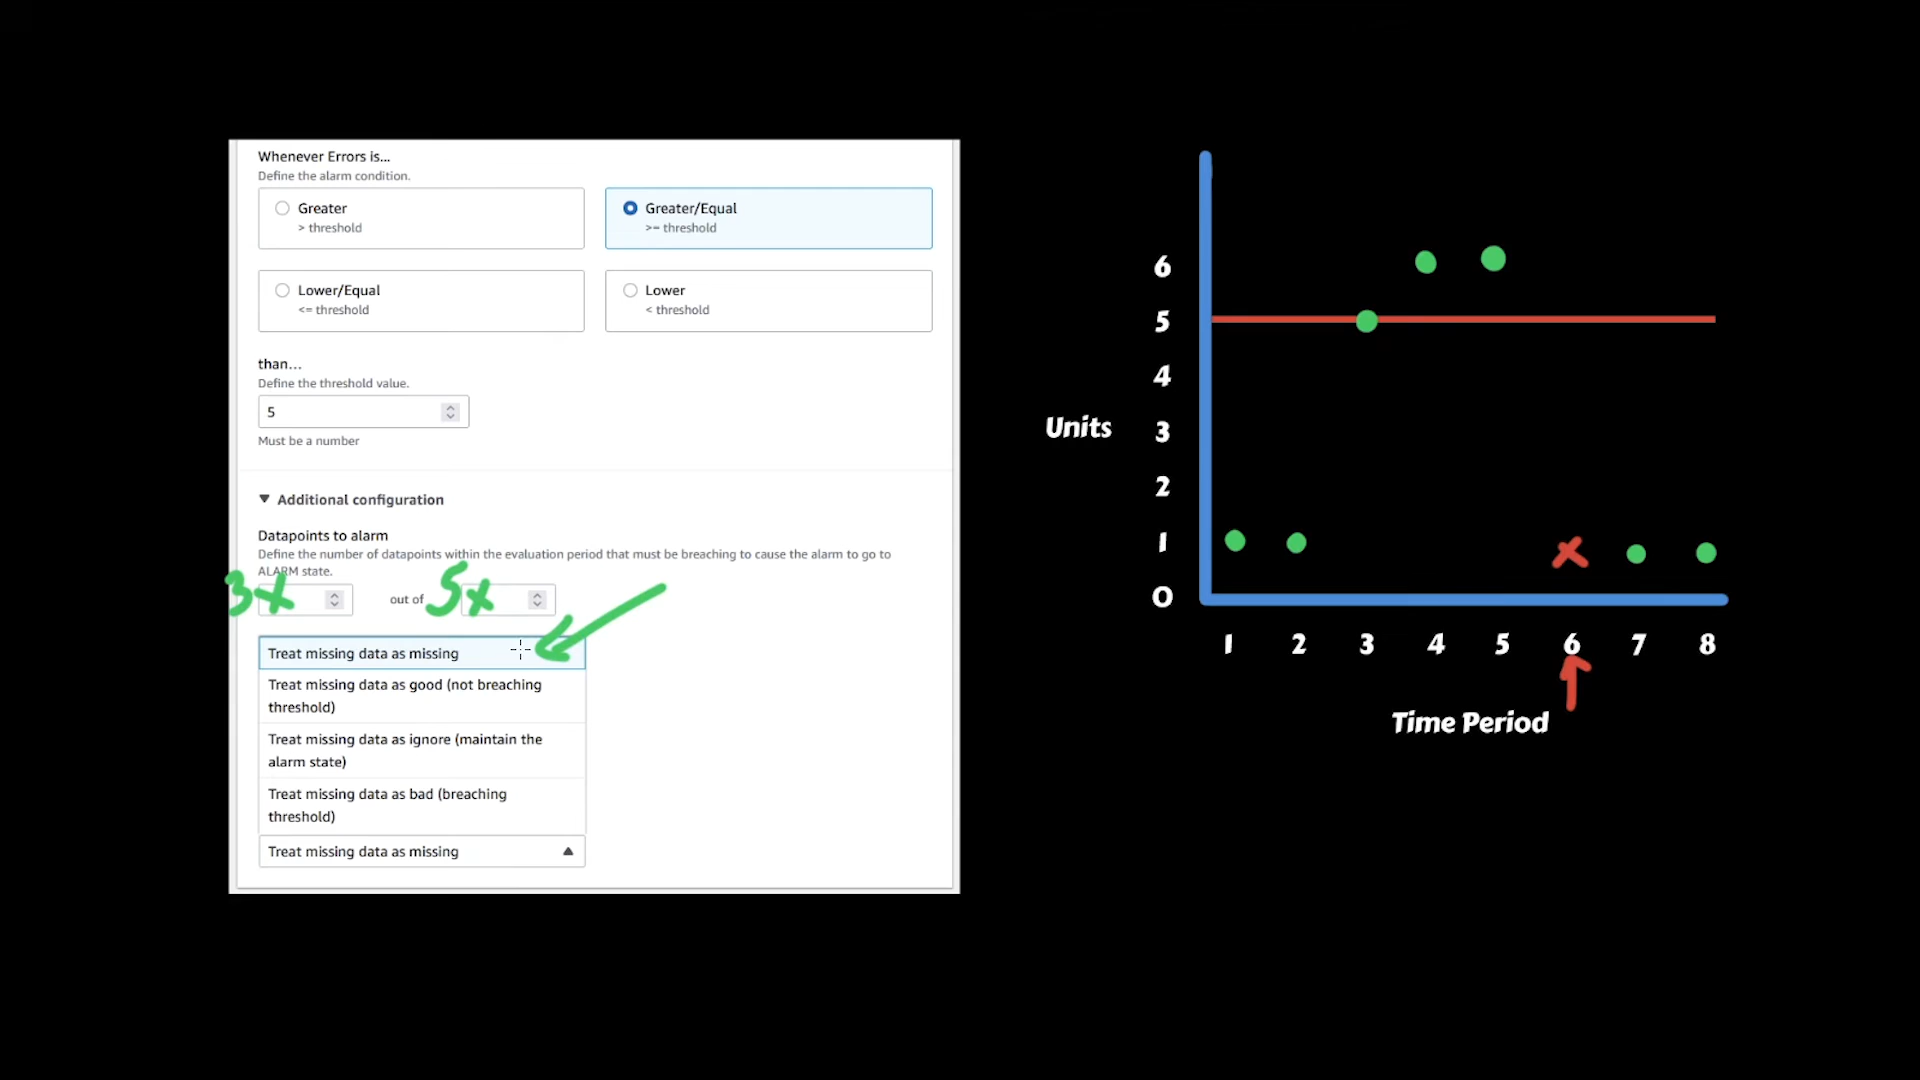 Whenever Errors is...
Define the alarm condition.
Greater
> threshold
Greater/Equal
>= threshold
Lower/Equal
<= threshold
Lower
< threshold
than...
Define the threshold value.
5
Must be a number
Additional configuration
Datapoints to alarm
Define the number of datapoints within the evaluation period that must be breaching to cause the alarm to go to
ALARM state.
3x out of 5x
Treat missing data as missing
Treat missing data as good (not breaching
threshold)
Treat missing data as ignore (maintain the
alarm state)
Treat missing data as bad (breaching
threshold)
Treat missing data as missing
6
5
4
Units
3
2
1
0
1 2 3 4 5 6 7 8
Time Period